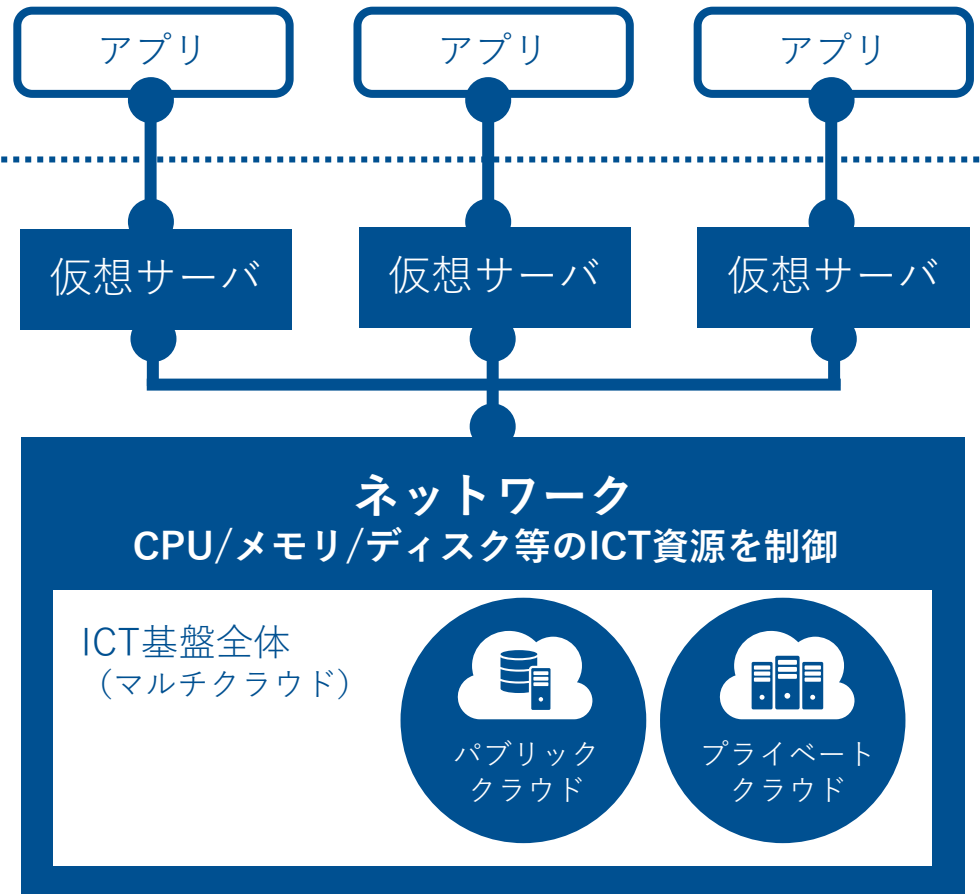 アプリ
アプリ
アプリ
仮想サーバ
仮想サーバ
仮想サーバ
ネットワーク
CPU/メモリ/ディスク等のICT資源を制御
ICT基盤全体
（マルチクラウド）
パブリック
クラウド
プライベート
クラウド